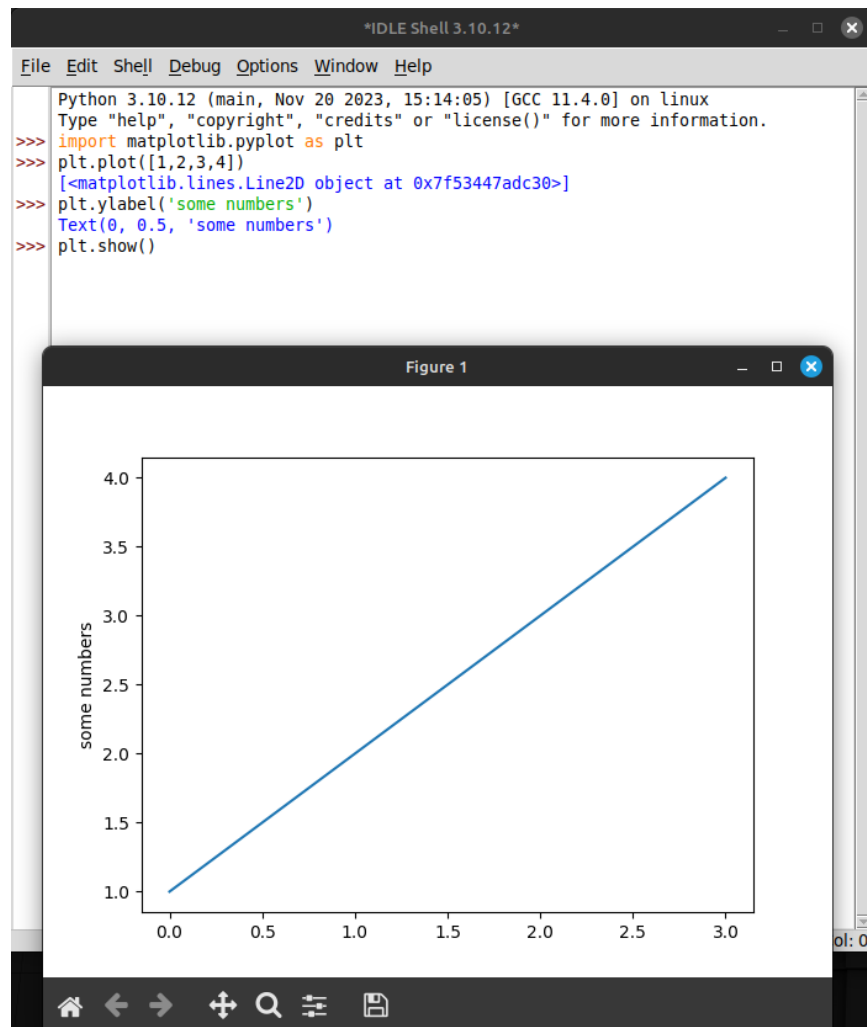 *IDLE Shell 3.10.12*
File Edit Shell Debug Options Window Help
Python 3.10.12 (main, Nov 20 2023, 15:14:05) [GCC 11.4.0] on linux
Type "help", "copyright", "credits" or "license()" for more information.
>>> import matplotlib.pyplot as plt
>>> plt.plot([1,2,3,4])
[<matplotlib.lines.Line2D object at 0x7f53447adc30>]
>>> plt.ylabel('some numbers')
Text(0, 0.5, 'some numbers')
>>> plt.show()
Figure 1
4.0
3.5
3.0
2.5
2.0
1.5
1.0
some numbers
0.0 0.5 1.0 1.5 2.0 2.5 3.0
ol: 0